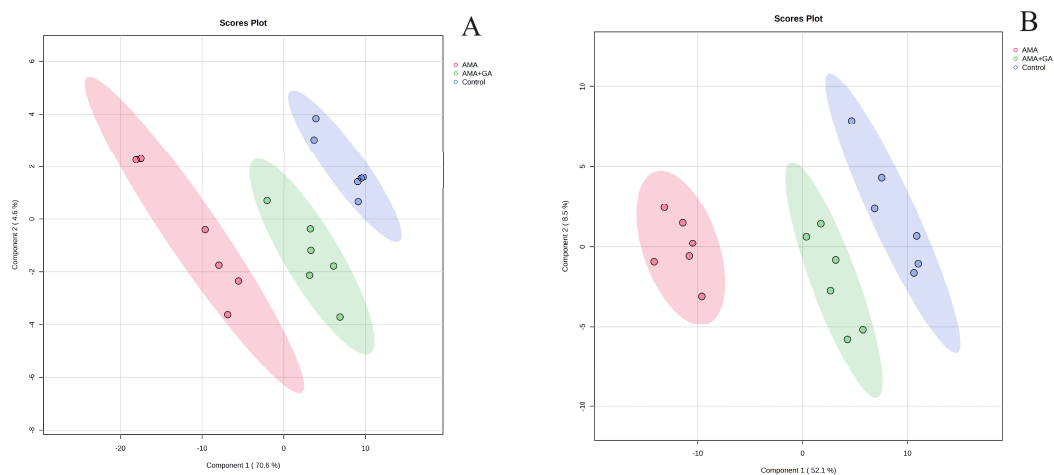 Scores Plot
A
AMA
AMA+GA
Control
6
4
2
0
-2
-4
-6
-8
Component 2 ( 4.6 %)
-20
-10
0
10
Component 1 ( 70.6 %)
Scores Plot
B
AMA
AMA+GA
Control
10
5
0
-5
-10
Component 2 ( 8.5 %)
-10
0
10
Component 1 ( 52.1 %)